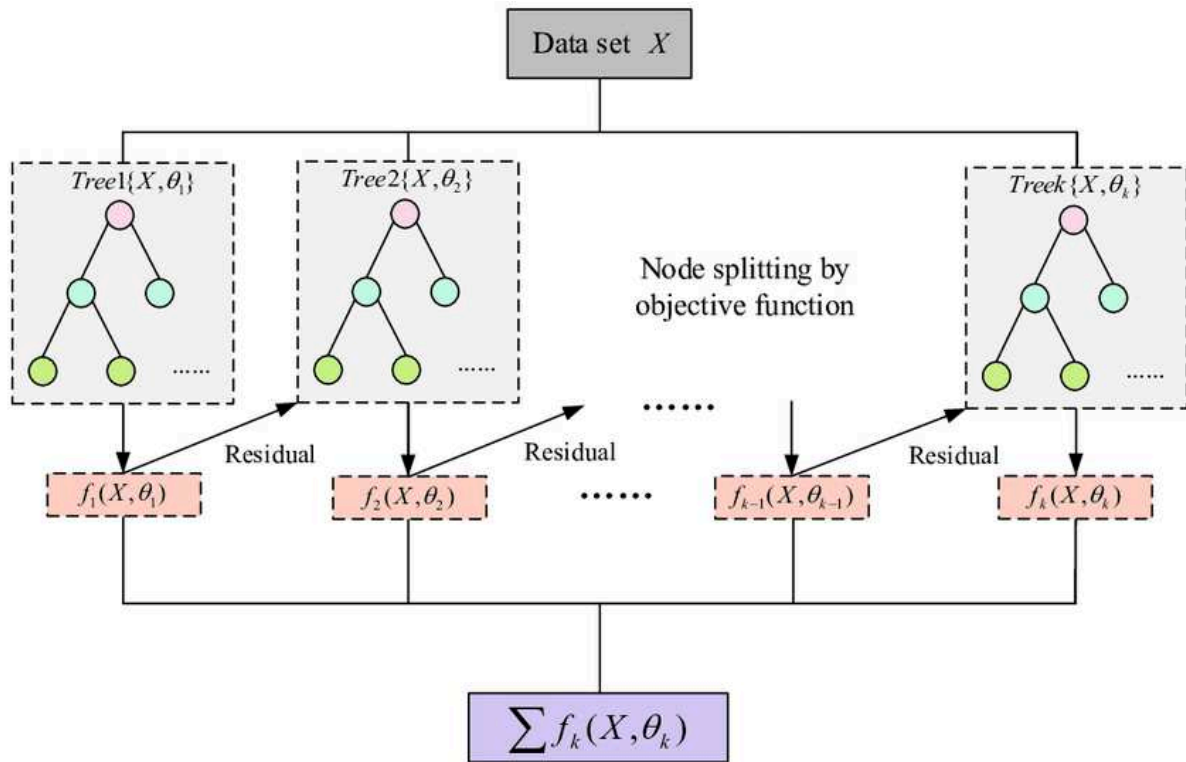 Data set X
Tree1{X,θ₁}
Tree2{X,θ₂}
Treek{X,θₖ}
Node splitting by
objective function
......
......
......
......
Residual
Residual
Residual
f₁(X,θ₁)
f₂(X,θ₂)
......
fₖ₋₁(X,θₖ₋₁)
fₖ(X,θₖ)
∑fₖ(X,θₖ)